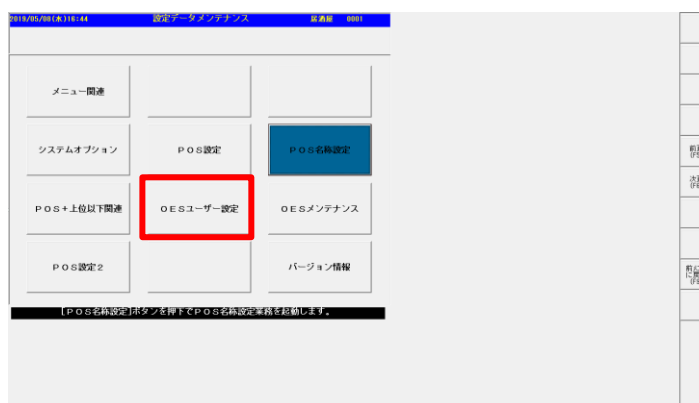 2019/05/08(水)16:44 設定データメンテナンス 居酒屋 0001
メニュー関連
システムオプション POS設定 POS名称設定
POS+上位以下関連 OESユーザー設定 OESメンテナンス
POS設定2 バージョン情報
[POS名称設定]ボタンを押下でPOS名称設定業務を起動します。